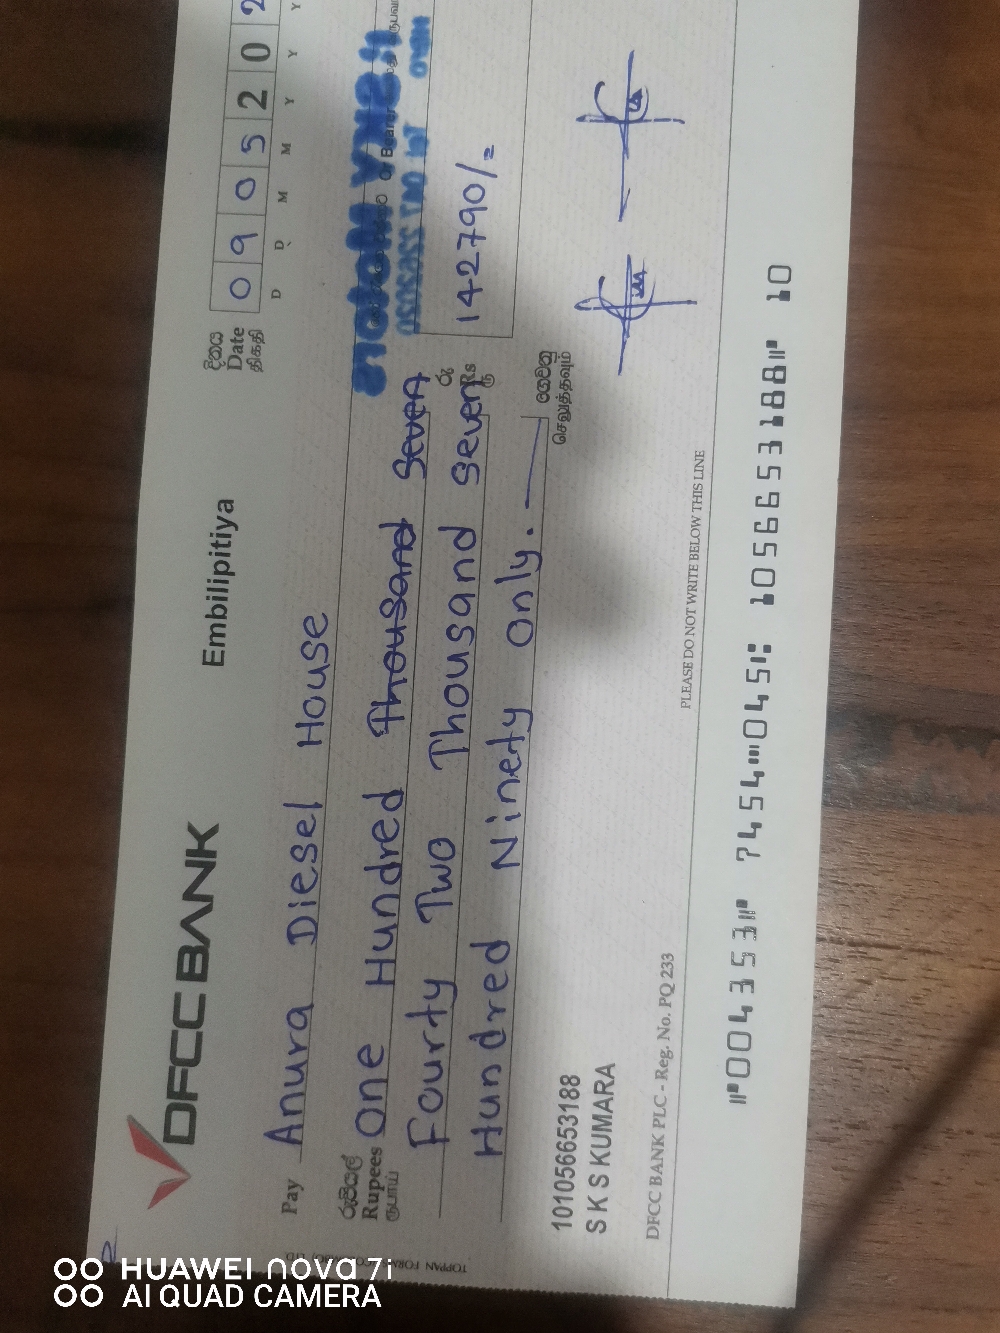 DFCC BANK
Embilipitiya
දිනය
Date
திகதி
0 9 0 5 2 0 2
D D M M Y Y Y
Pay Anura Diesel House
Or Bearer
රුපියල්
Rupees
ரூபாய்
One Hundred Thousand Seven
Fourty Two Thousand Seven
Hundred Ninety Only.
රු
Rs
ரூ
142790/=
ගෙවනු
செலுத்தவும்
101056653188
S K S KUMARA
DFCC BANK PLC - Reg. No. PQ 233
PLEASE DO NOT WRITE BELOW THIS LINE
⑈004353⑈ 7454⑉045⑆ 101056653188⑈ 10
HUAWEI nova 7i
AI QUAD CAMERA